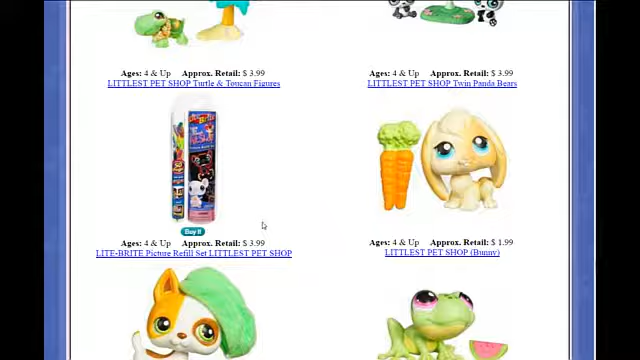 Ages: 4 & Up Approx. Retail: $ 3.99
LITTLEST PET SHOP Turtle & Toucan Figures
Ages: 4 & Up Approx. Retail: $ 3.99
LITTLEST PET SHOP Twin Panda Bears
Buy It
Ages: 4 & Up Approx. Retail: $ 3.99
LITE-BRITE Picture Refill Set LITTLEST PET SHOP
Ages: 4 & Up Approx. Retail: $ 1.99
LITTLEST PET SHOP (Bunny)